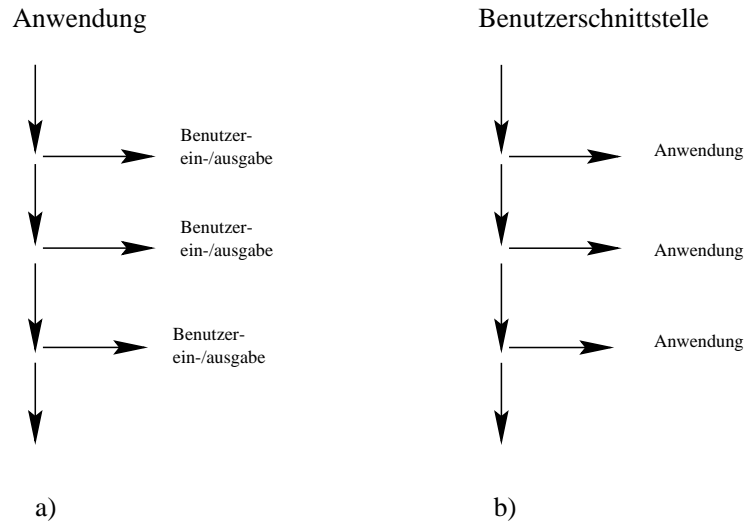 Anwendung
Benutzer-
ein-/ausgabe
Benutzer-
ein-/ausgabe
Benutzer-
ein-/ausgabe
a)
Benutzerschnittstelle
Anwendung
Anwendung
Anwendung
b)